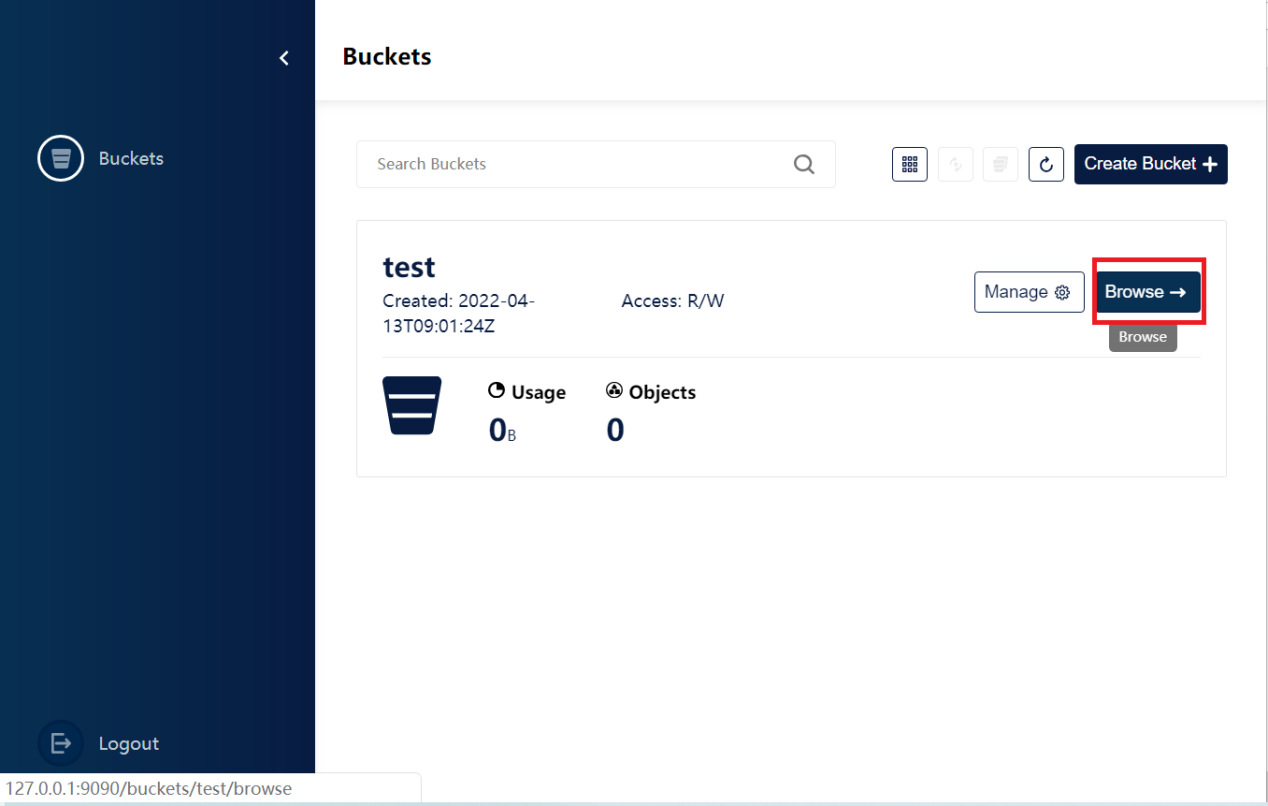 Buckets
Buckets
Search Buckets
Create Bucket
test
Created: 2022-04-
13T09:01:24Z
Access: R/W
Manage
Browse
Browse
Usage
Objects
0B
0
Logout
127.0.0.1:9090/buckets/test/browse